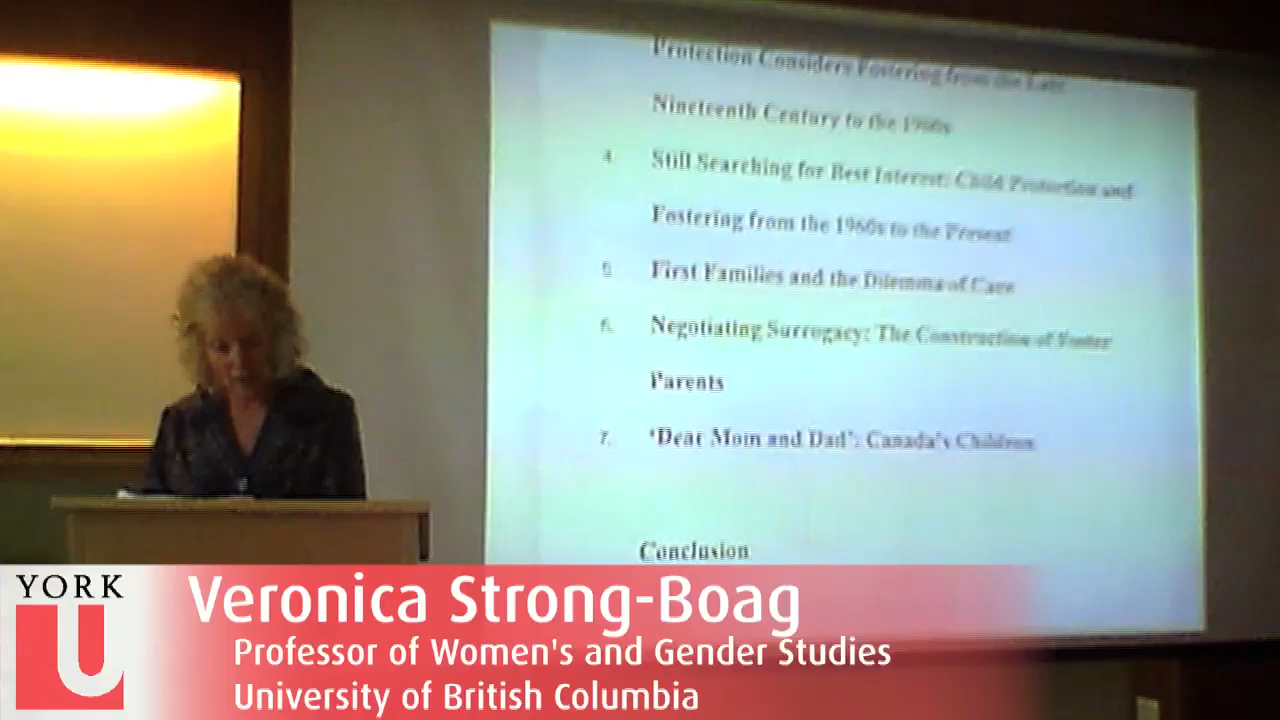 Protection Considers Fostering from the Late
Nineteenth Century to the 1960s
4. Still Searching for Best Interest: Child Protection and
Fostering from the 1960s to the Present
5. First Families and the Dilemma of Care
6. Negotiating Surrogacy: The Construction of Foster
Parents
7. 'Dear Mom and Dad': Canada's Children
Conclusion
YORK
U
Veronica Strong-Boag
Professor of Women's and Gender Studies
University of British Columbia